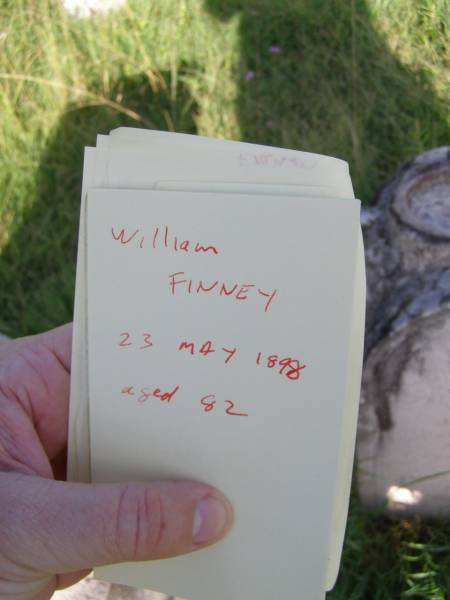 William
FINNEY
23 MAY 1898
aged 82